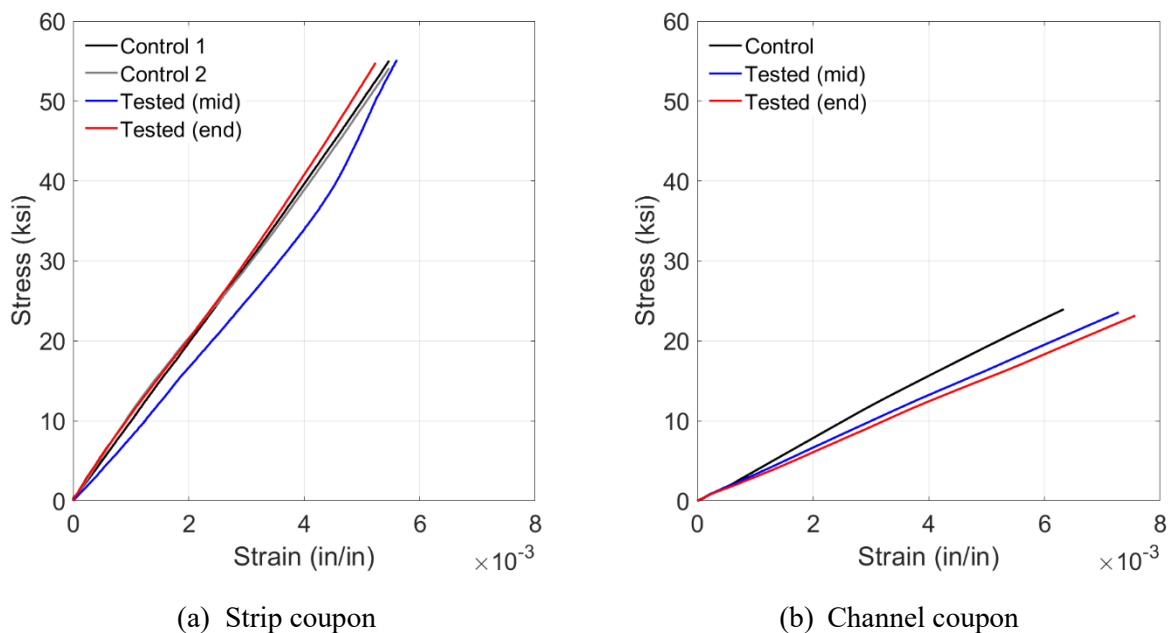 60
50
40
30
20
10
0
Stress (ksi)
Control 1
Control 2
Tested (mid)
Tested (end)
0 2 4 6 8
Strain (in/in)
×10-3
(a) Strip coupon
60
50
40
30
20
10
0
Stress (ksi)
Control
Tested (mid)
Tested (end)
0 2 4 6 8
Strain (in/in)
×10-3
(b) Channel coupon